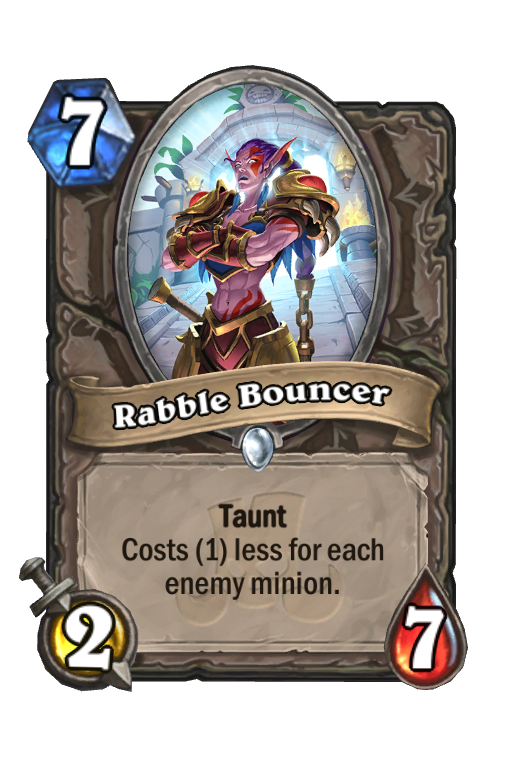 7
Rabble Bouncer
Taunt
Costs (1) less for each
enemy minion.
2
7